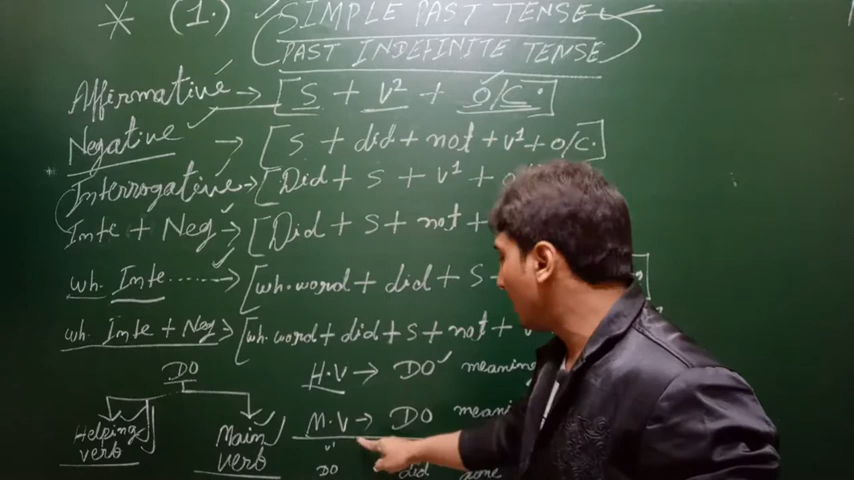 * (1.) SIMPLE PAST TENSE
PAST INDEFINITE TENSE
Affirmative → [S + V² + O/C.]
Negative → [S + did + not + V¹ + O/C.]
Interrogative → [Did + S + V¹ +
Inte + Neg → [Did + S + not +
wh. Inte ...... → [wh.word + did + S
wh. Inte + Neg → [wh.word + did + S + not +
H.V → DO meaning
DO
M.V → DO
Helping verb
Main verb
V¹
DO did